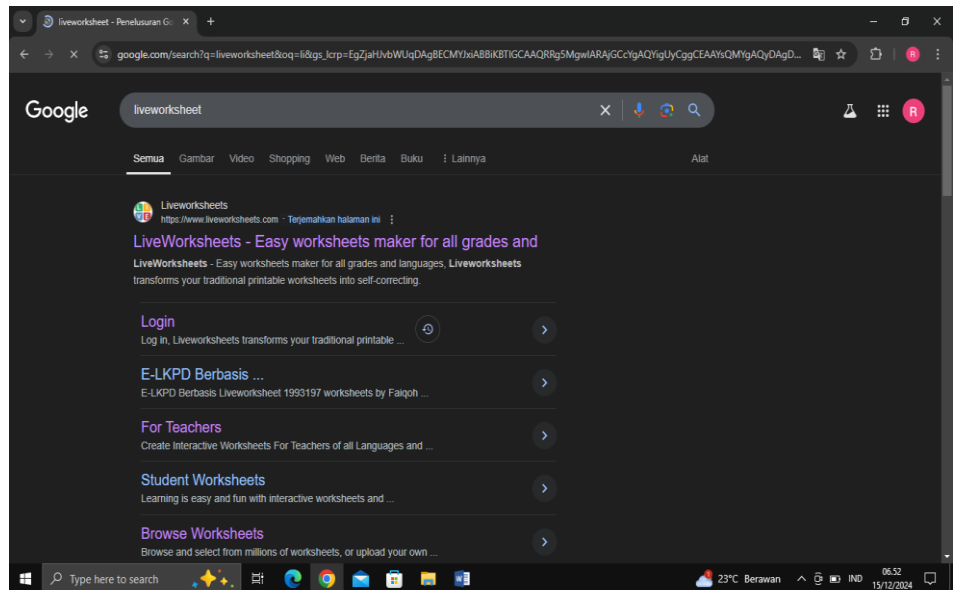 liveworksheet - Penelusuran Go
google.com/search?q=liveworksheet&oq=li&gs_lcrp=EgZjaHJvbWUqDAgBECMYJxiABBiKBTIGCAAQRRg5MgwIARAjGCcYgAQYigUyCggCEAAYsQMYgAQyDAgD...
R
Google
liveworksheet
R
Semua Gambar Video Shopping Web Berita Buku Lainnya Alat
Liveworksheets
https://www.liveworksheets.com · Terjemahkan halaman ini
LiveWorksheets - Easy worksheets maker for all grades and
LiveWorksheets - Easy worksheets maker for all grades and languages, Liveworksheets
transforms your traditional printable worksheets into self-correcting.
Login
Log in, Liveworksheets transforms your traditional printable ...
E-LKPD Berbasis ...
E-LKPD Berbasis Liveworksheet 1993197 worksheets by Faiqoh ...
For Teachers
Create Interactive Worksheets For Teachers of all Languages and ...
Student Worksheets
Learning is easy and fun with interactive worksheets and ...
Browse Worksheets
Browse and select from millions of worksheets, or upload your own ...
Type here to search
23°C Berawan
IND
06.52
15/12/2024